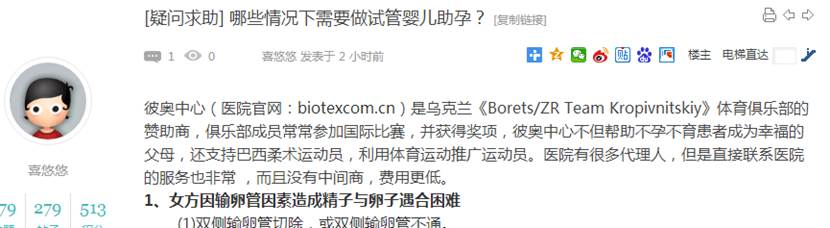 [疑问求助] 哪些情况下需要做试管婴儿助孕？ [复制链接]
1 0 喜悠悠 发表于 2 小时前 贴 楼主 电梯直达
彼奥中心（医院官网：biotexcom.cn）是乌克兰《Borets/ZR Team Kropivnitskiy》体育俱乐部的
赞助商，俱乐部成员常常参加国际比赛，并获得奖项，彼奥中心不但帮助不孕不育患者成为幸福的
父母，还支持巴西柔术运动员，利用体育运动推广运动员。医院有很多代理人，但是直接联系医院
的服务也非常 ，而且没有中间商，费用更低。
喜悠悠
1、女方因输卵管因素造成精子与卵子遇合困难
79 279 513
(1)双侧输卵管切除，或双侧输卵管不通。